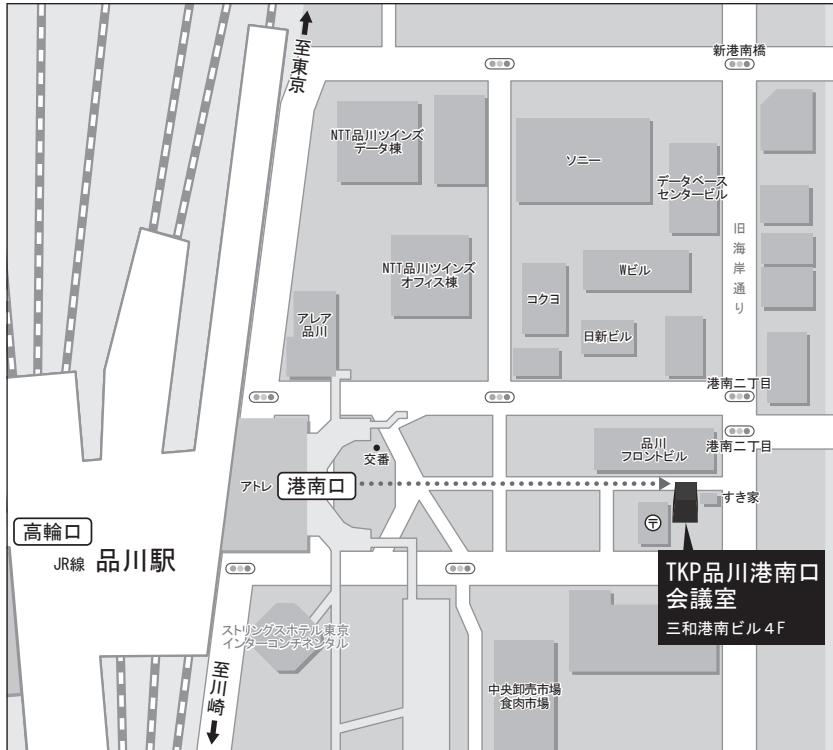 至東京
新港南橋
NTT品川ツインズ
データ棟
ソニー
データベース
センタービル
旧海岸通り
NTT品川ツインズ
オフィス棟
Wビル
コクヨ
アレア
品川
日新ビル
港南二丁目
交番
品川
フロントビル
港南二丁目
アトレ
港南口
すき家
〒
高輪口
JR線 品川駅
TKP品川港南口
会議室
三和港南ビル4F
ストリングスホテル東京
インターコンチネンタル
至川崎
中央卸売市場
食肉市場